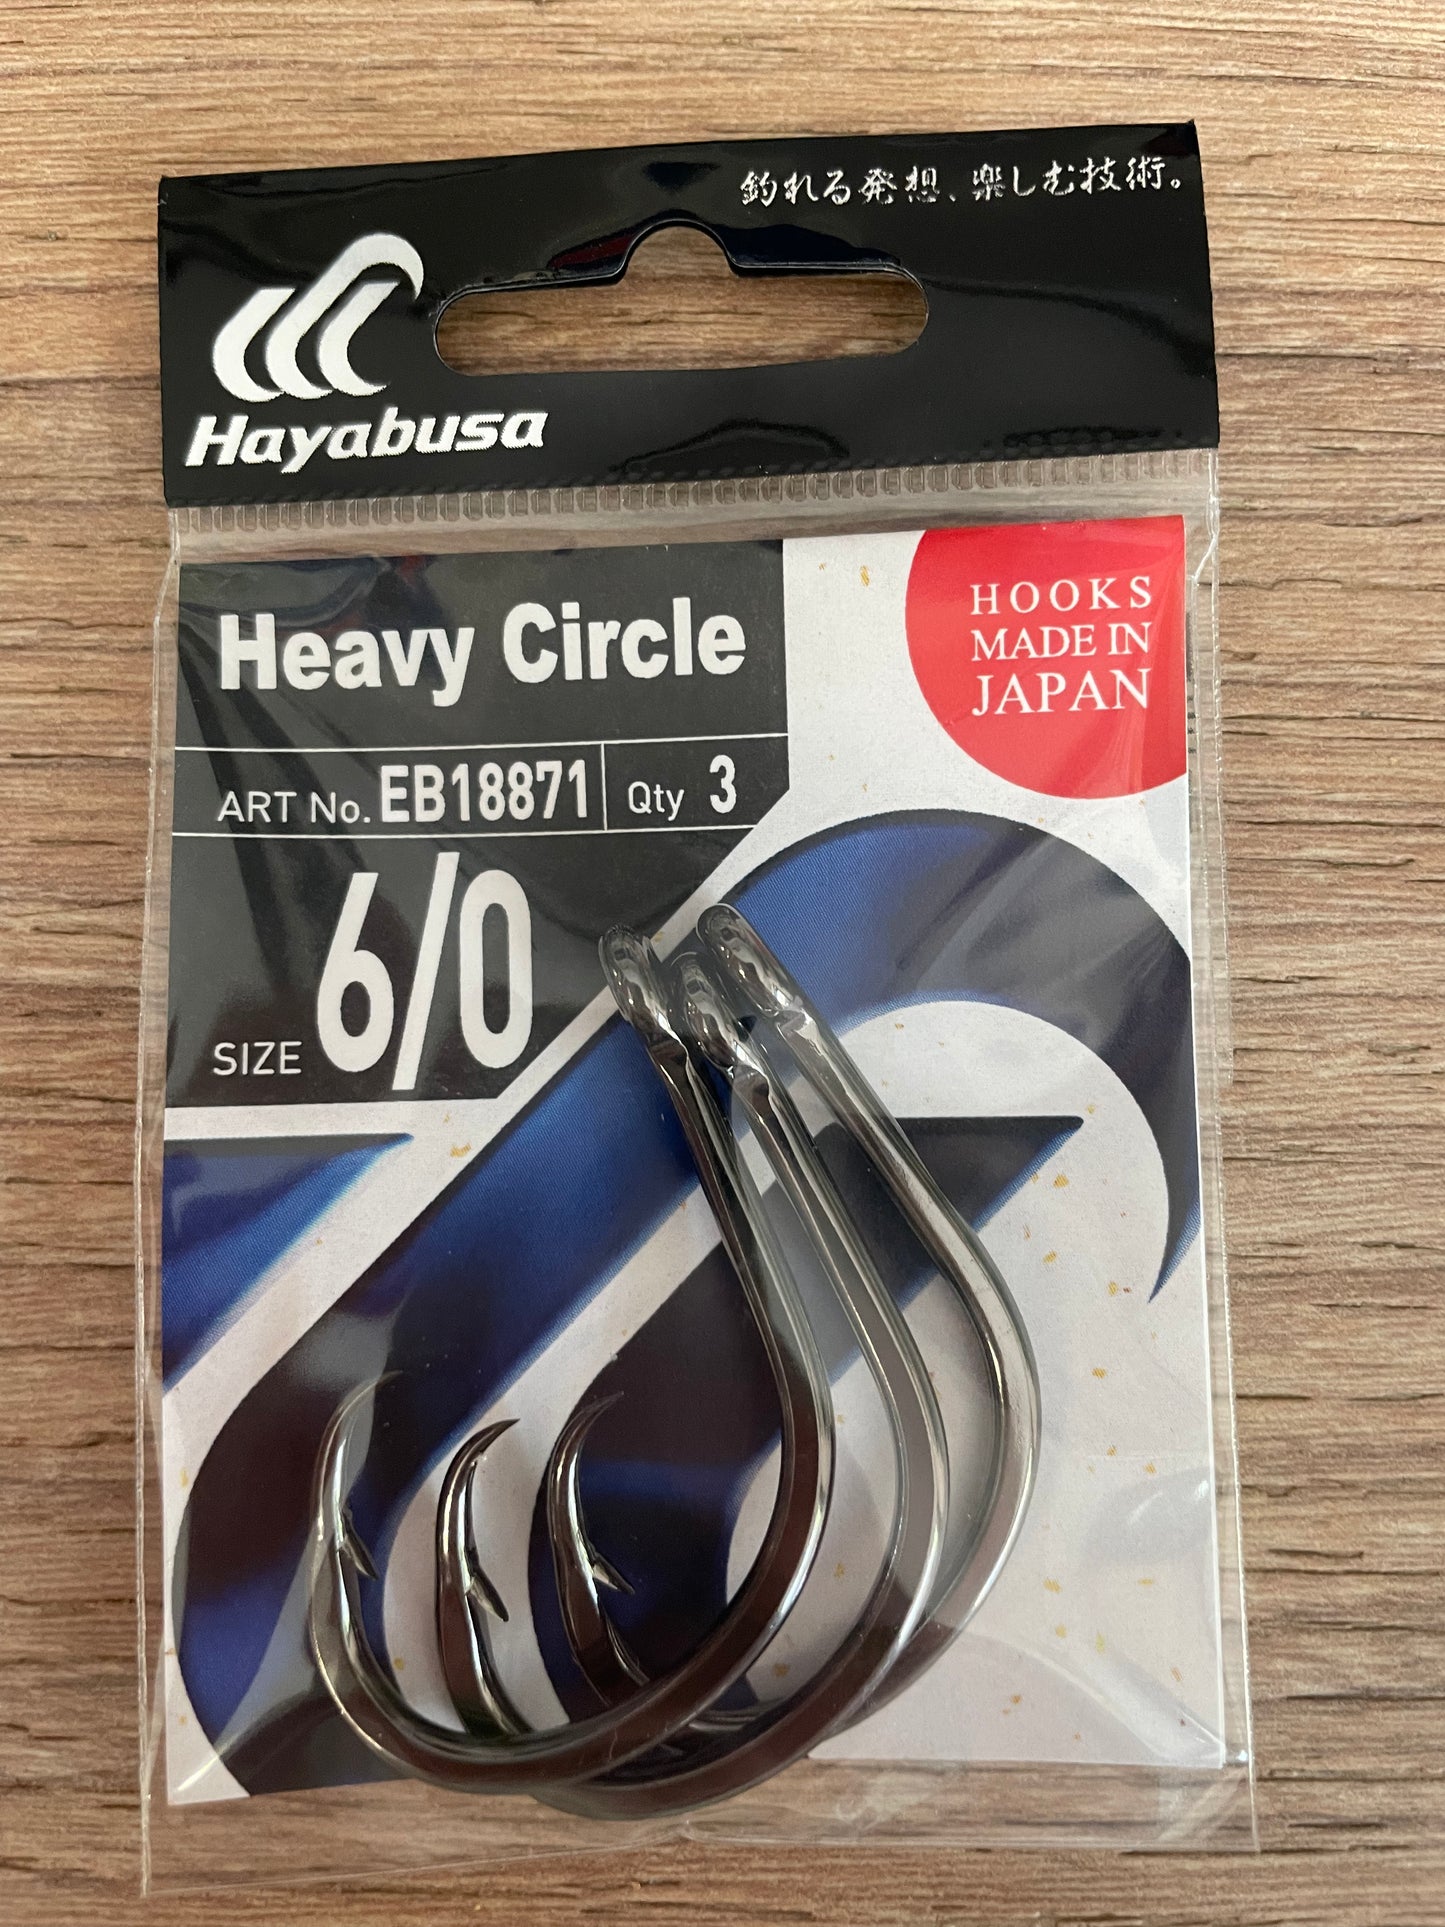 釣れる発想、楽しむ技術。
Hayabusa
Heavy Circle
HOOKS
MADE IN
JAPAN
ART No. EB18871 Qty 3
SIZE 6/0